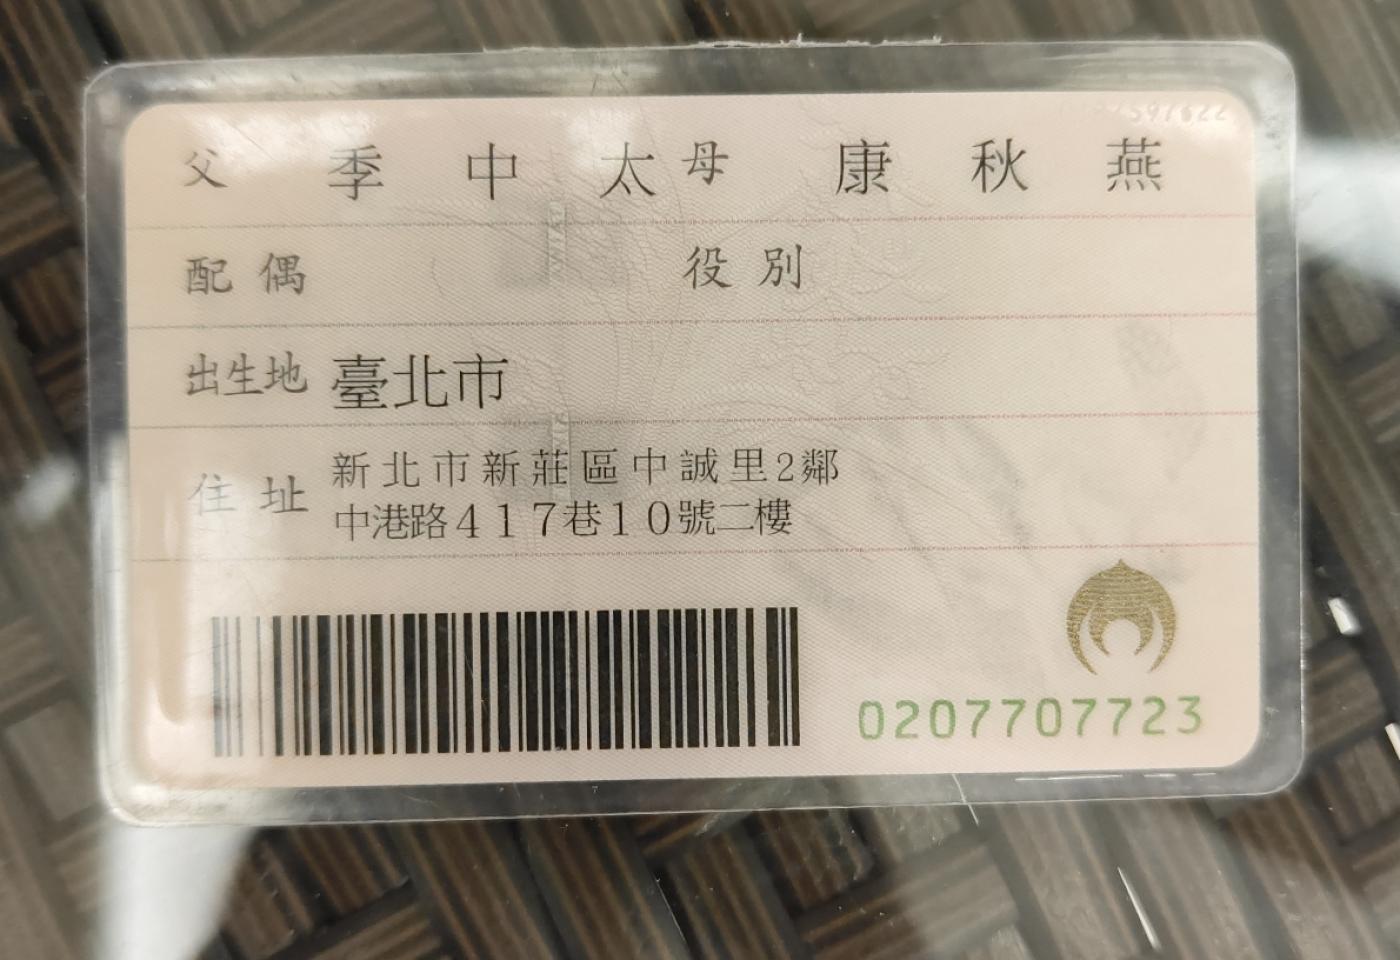 父 季中太 母 康秋燕
配偶 役別
出生地 臺北市
住址 新北市新莊區中誠里2鄰
中港路417巷10號二樓
0207707723